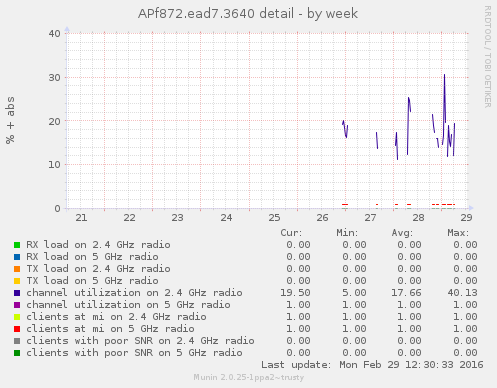 APf872.ead7.3640 detail - by week
RRDTOOL / TOBI OETIKER
% + abs
40
30
20
10
0
21 22 23 24 25 26 27 28 29
Cur: Min: Avg: Max:
RX load on 2.4 GHz radio 0.00 0.00 0.00 0.00
RX load on 5 GHz radio 0.00 0.00 0.00 0.00
TX load on 2.4 GHz radio 0.00 0.00 0.00 0.00
TX load on 5 GHz radio 0.00 0.00 0.00 0.00
channel utilization on 2.4 GHz radio 19.50 5.00 17.66 40.13
channel utilization on 5 GHz radio 1.00 1.00 1.00 1.00
clients at mi on 2.4 GHz radio 1.00 1.00 1.00 1.00
clients at mi on 5 GHz radio 1.00 1.00 1.00 1.00
clients with poor SNR on 2.4 GHz radio 0.00 0.00 0.00 0.00
clients with poor SNR on 5 GHz radio 0.00 0.00 0.00 0.00
Last update: Mon Feb 29 12:30:33 2016
Munin 2.0.25-1ppa2~trusty